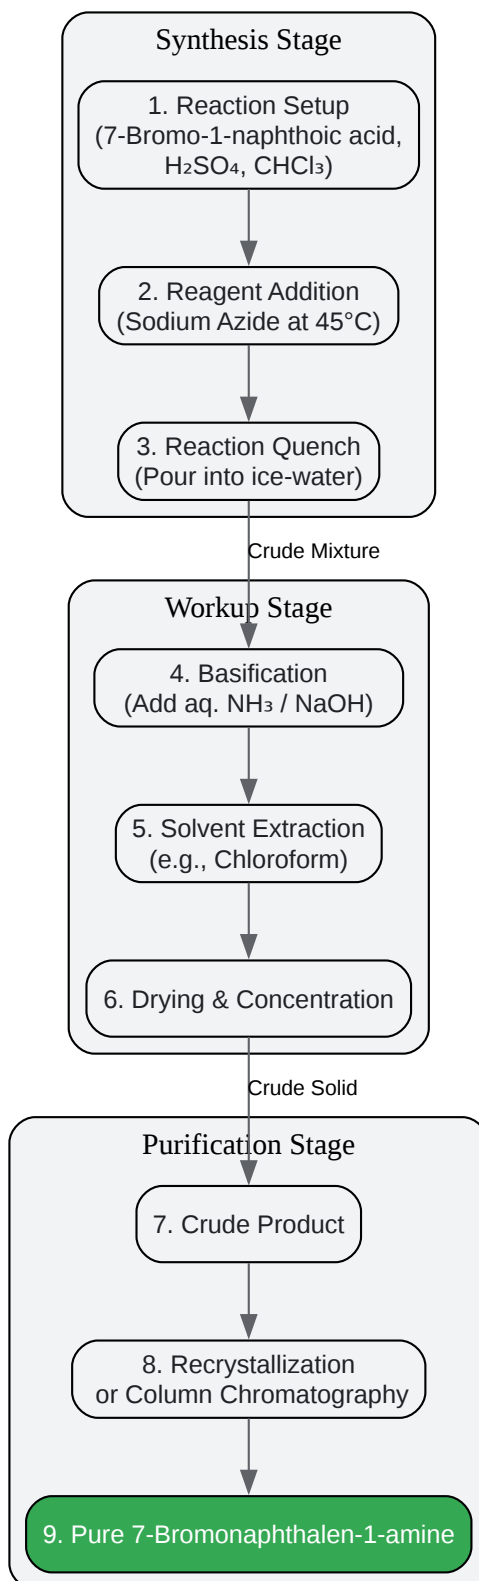 Synthesis Stage
1. Reaction Setup
(7-Bromo-1-naphthoic acid,
H₂SO₄, CHCl₃)
2. Reagent Addition
(Sodium Azide at 45°C)
3. Reaction Quench
(Pour into ice-water)
Crude Mixture
Workup Stage
4. Basification
(Add aq. NH₃ / NaOH)
5. Solvent Extraction
(e.g., Chloroform)
6. Drying & Concentration
Crude Solid
Purification Stage
7. Crude Product
8. Recrystallization
or Column Chromatography
9. Pure 7-Bromonaphthalen-1-amine